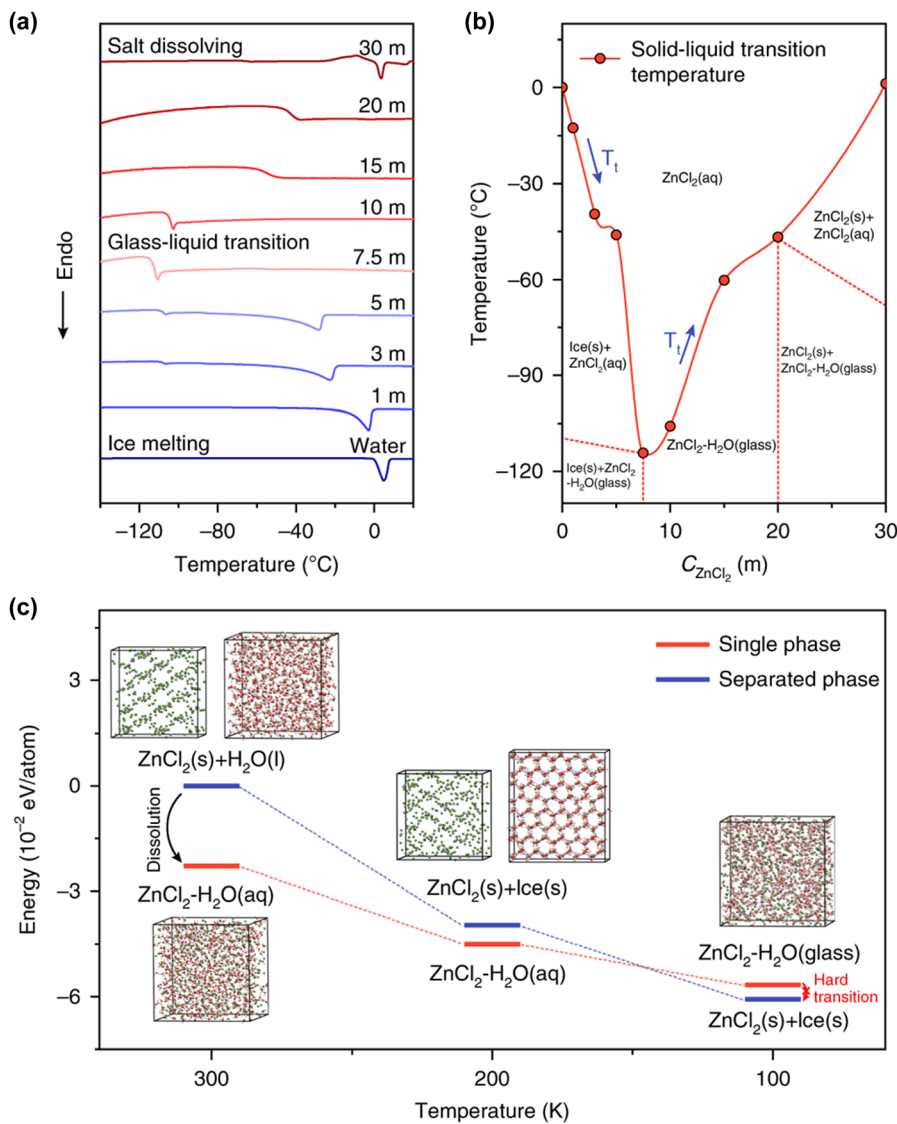 (a)
Salt dissolving
30 m
20 m
15 m
10 m
Glass-liquid transition
7.5 m
5 m
3 m
1 m
Ice melting
Water
Endo
−120
−80
−40
0
Temperature (°C)
(b)
Solid-liquid transition
temperature
0
−30
−60
−90
−120
Temperature (°C)
Tt
ZnCl2(aq)
ZnCl2(s)+
ZnCl2(aq)
Ice(s)+
ZnCl2(aq)
Tt
ZnCl2(s)+
ZnCl2-H2O(glass)
ZnCl2-H2O(glass)
Ice(s)+ZnCl2
-H2O(glass)
0
10
20
30
CZnCl2 (m)
(c)
Single phase
Separated phase
3
0
−3
−6
Energy (10−2 eV/atom)
ZnCl2(s)+H2O(l)
Dissolution
ZnCl2-H2O(aq)
ZnCl2(s)+Ice(s)
ZnCl2-H2O(aq)
ZnCl2-H2O(glass)
Hard
transition
ZnCl2(s)+Ice(s)
300
200
100
Temperature (K)